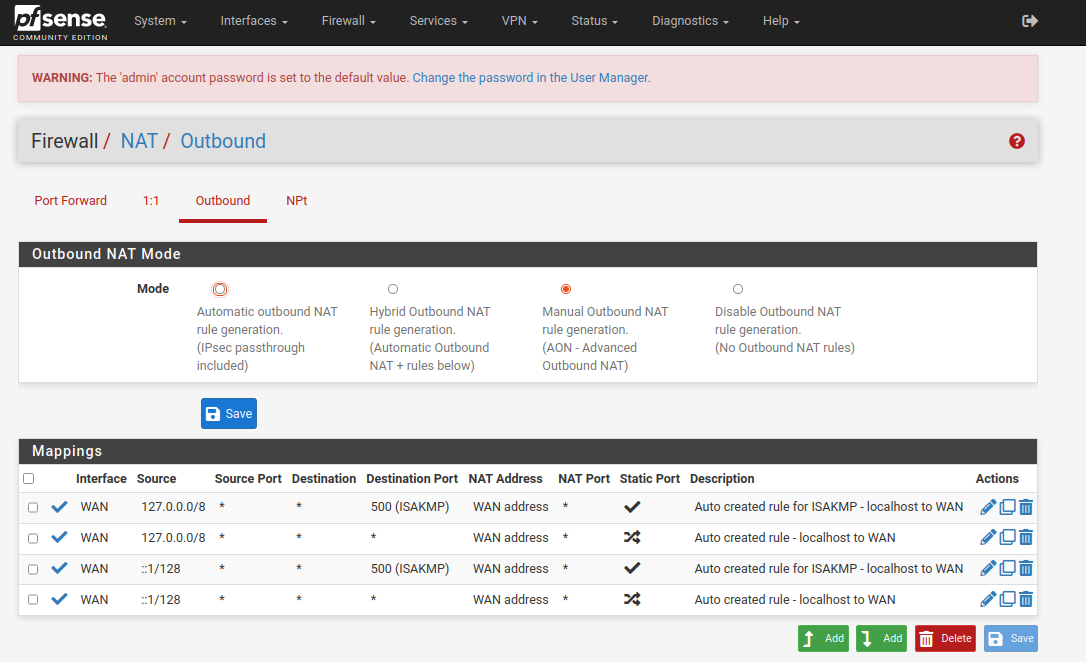 pfsense
COMMUNITY EDITION
System Interfaces Firewall Services VPN Status Diagnostics Help
WARNING: The 'admin' account password is set to the default value. Change the password in the User Manager.
Firewall / NAT / Outbound
Port Forward 1:1 Outbound NPt
Outbound NAT Mode
Mode
Automatic outbound NAT
rule generation.
(IPsec passthrough
included)
Hybrid Outbound NAT
rule generation.
(Automatic Outbound
NAT + rules below)
Manual Outbound NAT
rule generation.
(AON - Advanced
Outbound NAT)
Disable Outbound NAT
rule generation.
(No Outbound NAT rules)
Save
Mappings
Interface Source Source Port Destination Destination Port NAT Address NAT Port Static Port Description Actions
WAN 127.0.0.0/8 * * 500 (ISAKMP) WAN address * Auto created rule for ISAKMP - localhost to WAN
WAN 127.0.0.0/8 * * * WAN address * Auto created rule - localhost to WAN
WAN ::1/128 * * 500 (ISAKMP) WAN address * Auto created rule for ISAKMP - localhost to WAN
WAN ::1/128 * * * WAN address * Auto created rule - localhost to WAN
Add Add Delete Save